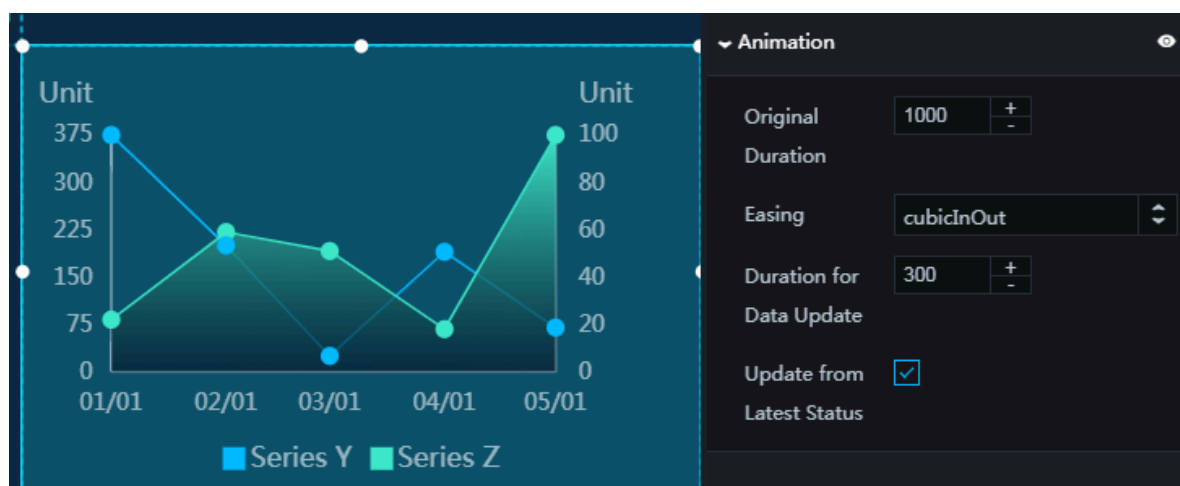 Unit Unit
375 100
300 80
225 60
150 40
75 20
0 0
01/01 02/01 03/01 04/01 05/01
Series Y Series Z
Animation
Original 1000 + -
Duration
Easing cubicInOut
Duration for 300 + -
Data Update
Update from
Latest Status